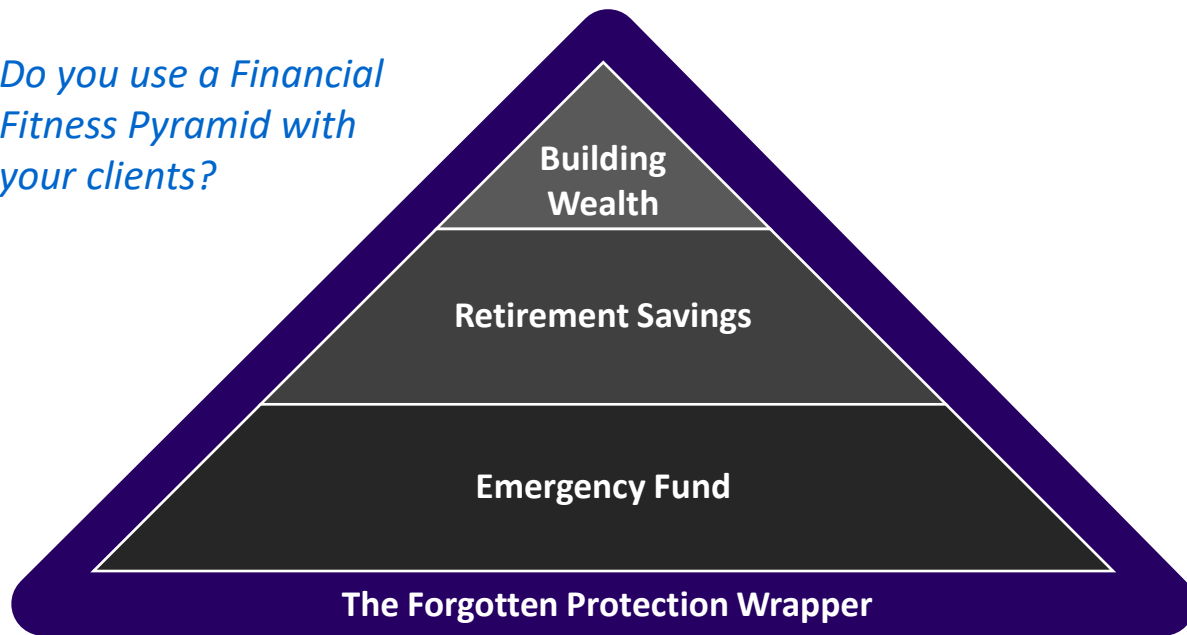 Do you use a Financial
Fitness Pyramid with
your clients?
Building
Wealth
Retirement Savings
Emergency Fund
The Forgotten Protection Wrapper